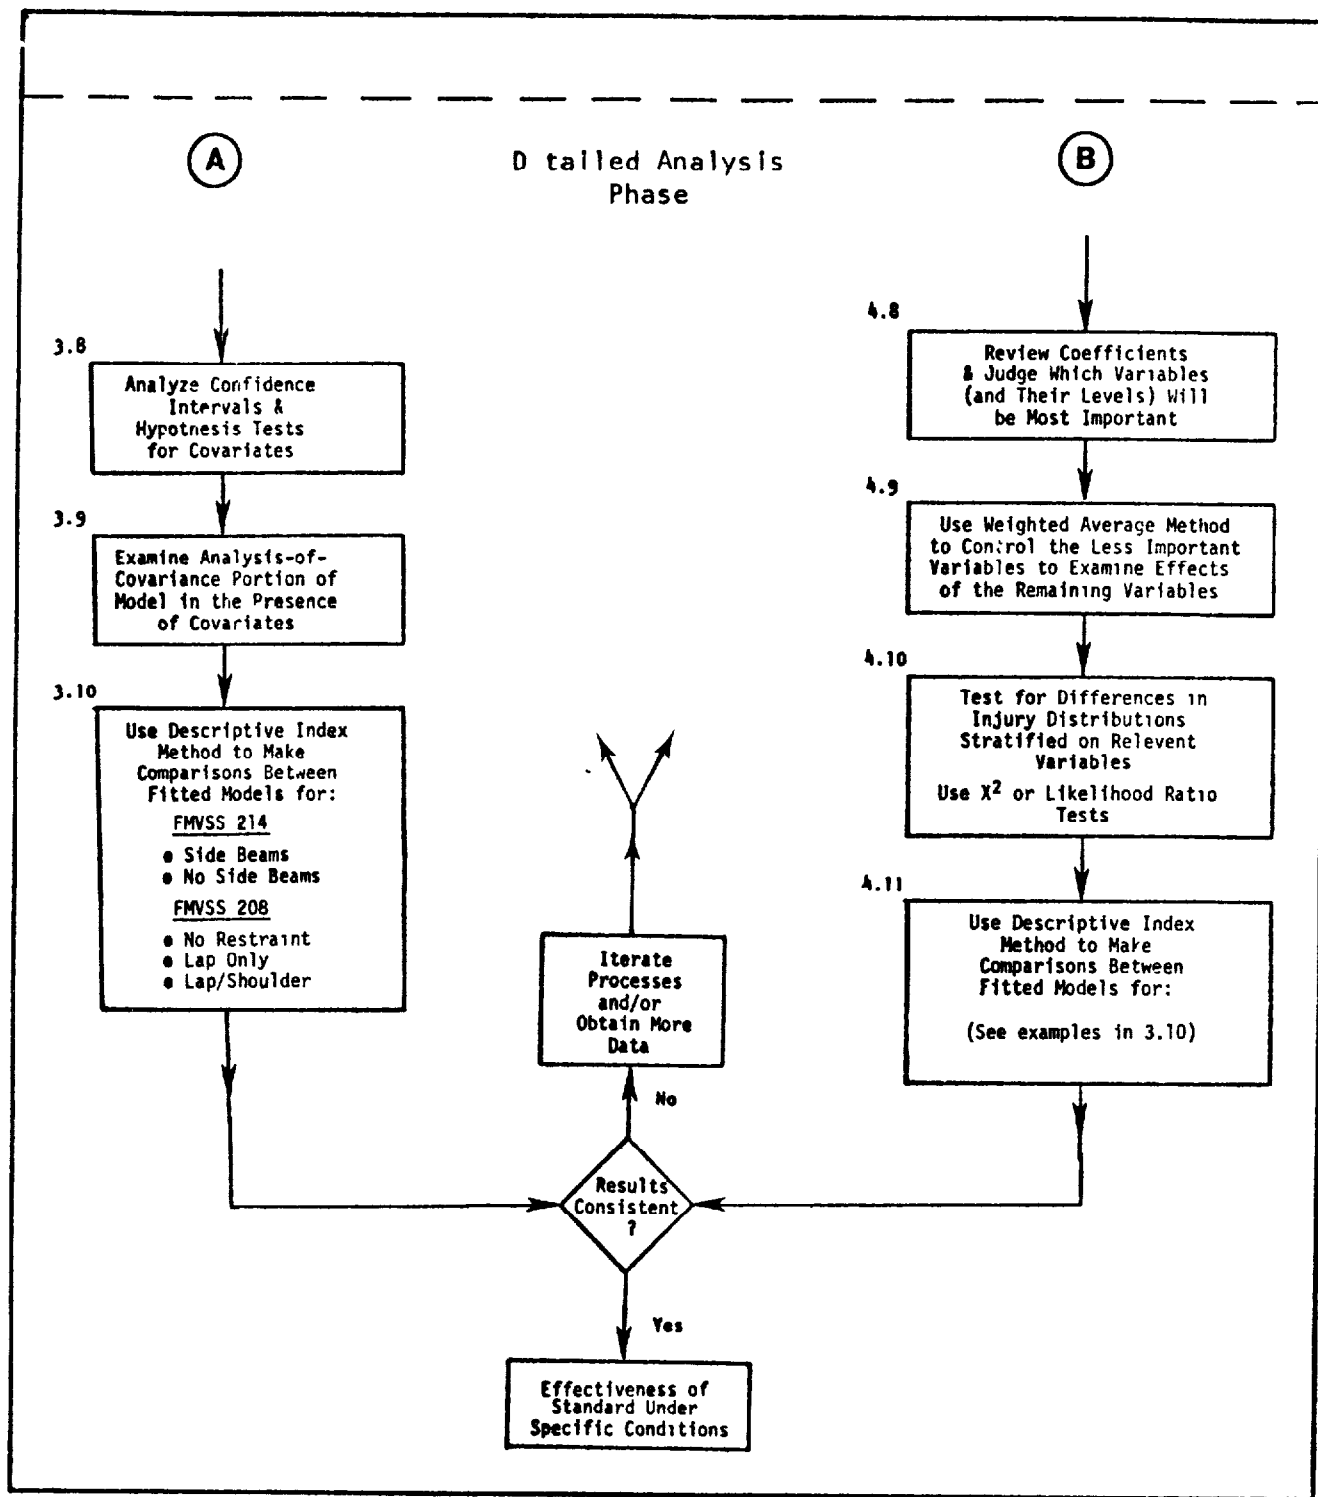 A
D tailed Analysis
Phase
B
3.8
Analyze Confidence
Intervals &
Hypotnesis Tests
for Covariates
3.9
Examine Analysis-of-
Covariance Portion of
Model in the Presence
of Covariates
3.10
Use Descriptive Index
Method to Make
Comparisons Between
Fitted Models for:
FMVSS 214
• Side Beams
• No Side Beams
FMVSS 208
• No Restraint
• Lap Only
• Lap/Shoulder
4.8
Review Coefficients
& Judge Which Variables
(and Their Levels) Will
be Most Important
4.9
Use Weighted Average Method
to Control the Less Important
Variables to Examine Effects
of the Remaining Variables
4.10
Test for Differences in
Injury Distributions
Stratified on Relevent
Variables
Use X² or Likelihood Ratio
Tests
4.11
Use Descriptive Index
Method to Make
Comparisons Between
Fitted Models for:
(See examples in 3.10)
Iterate
Processes
and/or
Obtain More
Data
No
Results
Consistent
?
Yes
Effectiveness of
Standard Under
Specific Conditions